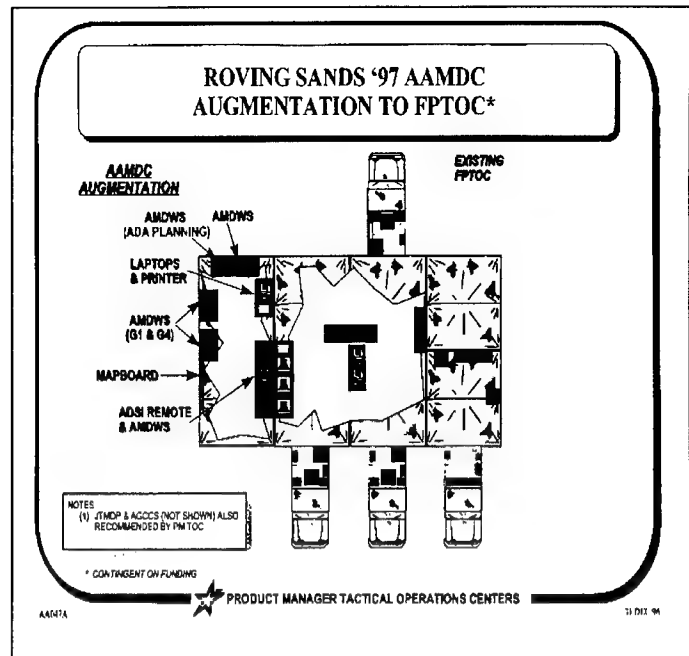 ROVING SANDS '97 AAMDC
AUGMENTATION TO FPTOC*
EXISTING
FPTOC
AAMDC
AUGMENTATION
AMDWS
(ADA PLANNING)
AMDWS
LAPTOPS
& PRINTER
AMDWS
(G1 & G4)
MAPBOARD
ADSI REMOTE
& AMDWS
NOTES
(1) JTMDP & AGCCS (NOT SHOWN) ALSO
RECOMMENDED BY PM TOC
* CONTINGENT ON FUNDING
PRODUCT MANAGER TACTICAL OPERATIONS CENTERS
96